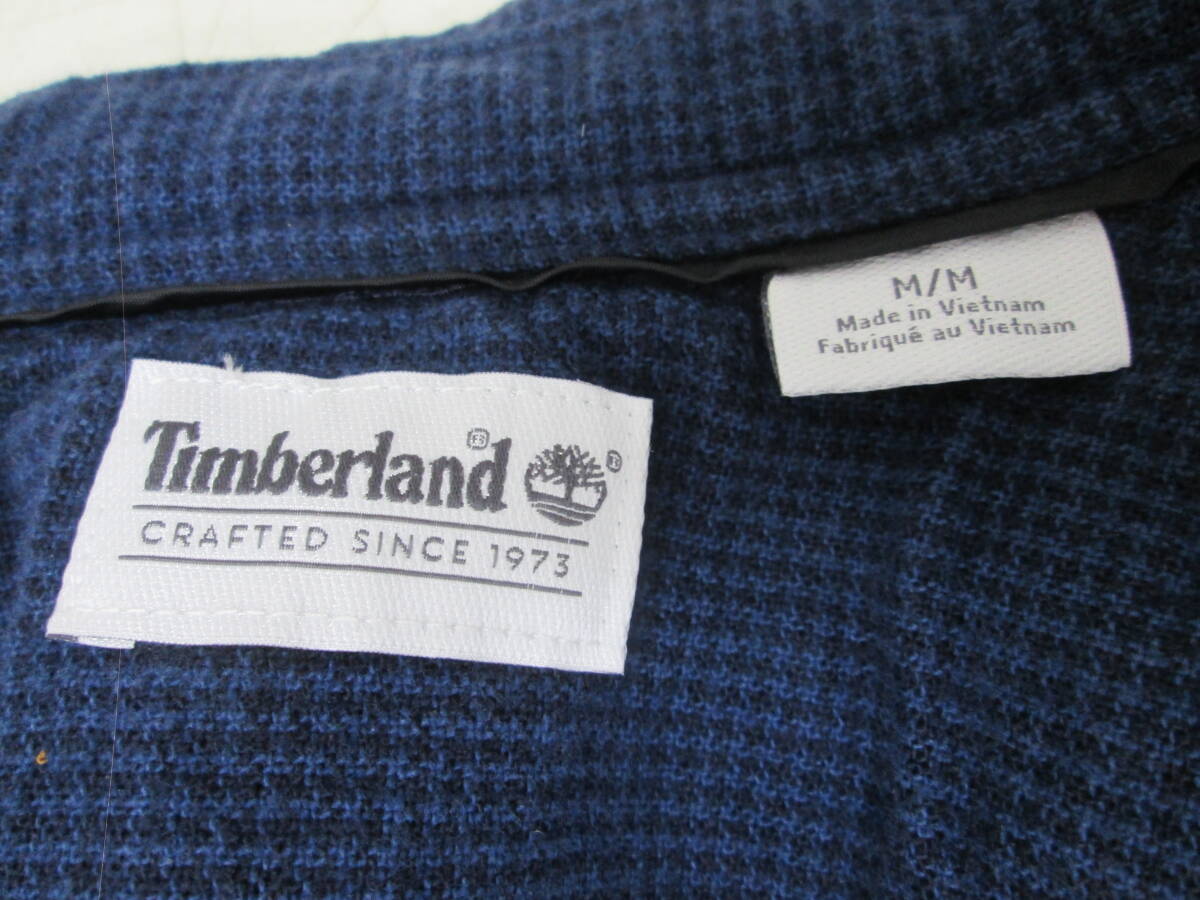 M/M
Made in Vietnam
Fabriqué au Vietnam
Timberland ®
CRAFTED SINCE 1973